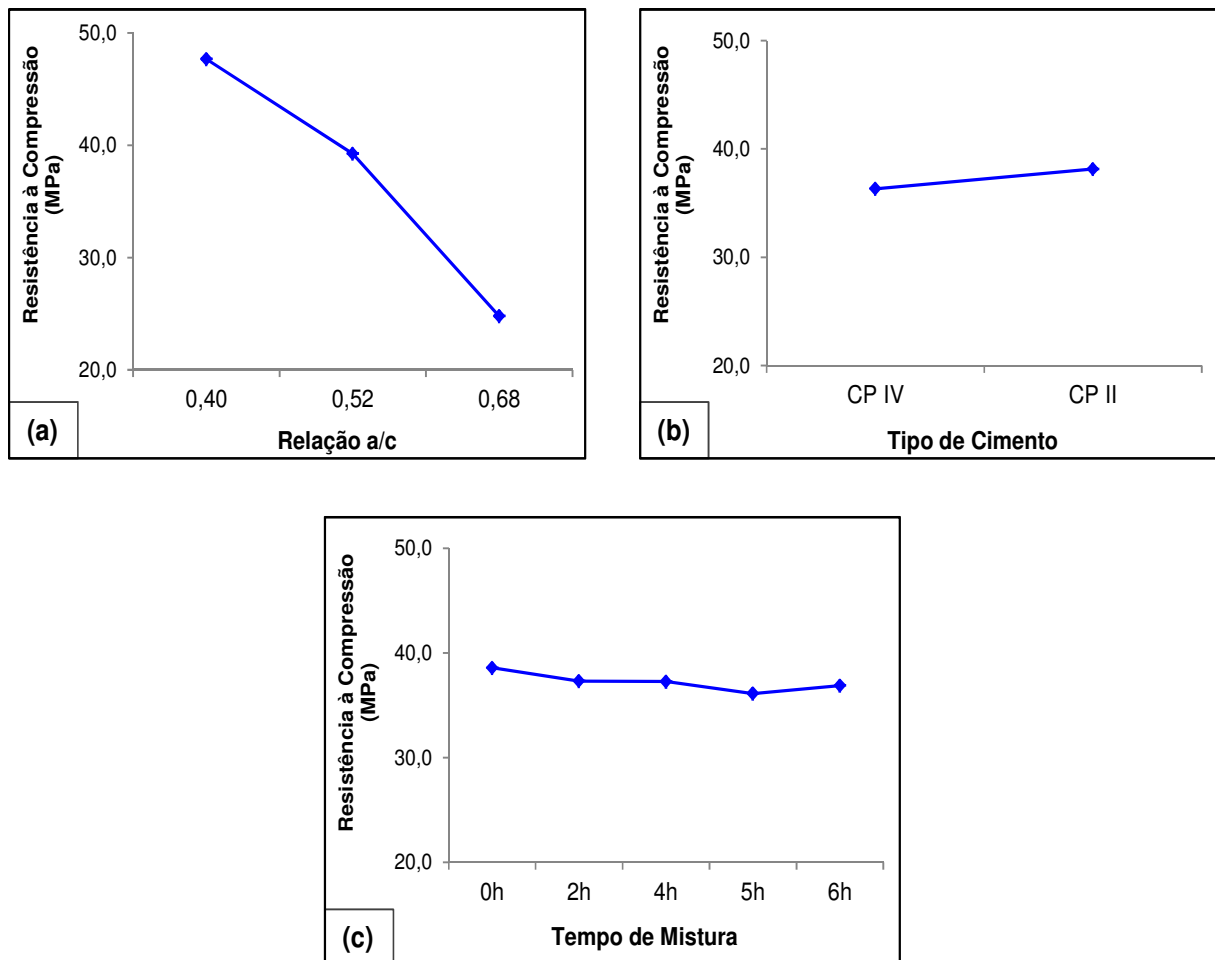 Resistência à Compressão
(MPa)
50,0
40,0
30,0
20,0
0,40 0,52 0,68
Relação a/c
(a)
Resistência à Compressão
(MPa)
50,0
40,0
30,0
20,0
CP IV CP II
Tipo de Cimento
(b)
Resistência à Compressão
(MPa)
50,0
40,0
30,0
20,0
0h 2h 4h 5h 6h
Tempo de Mistura
(c)